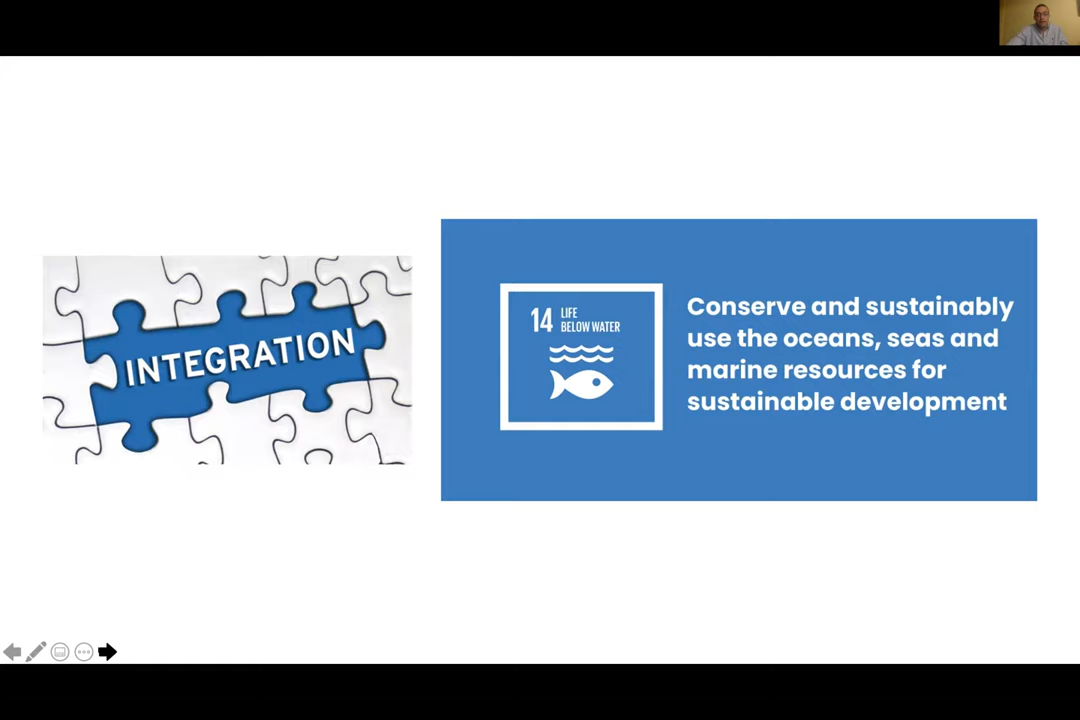 INTEGRATION
14 LIFE
BELOW WATER
Conserve and sustainably
use the oceans, seas and
marine resources for
sustainable development